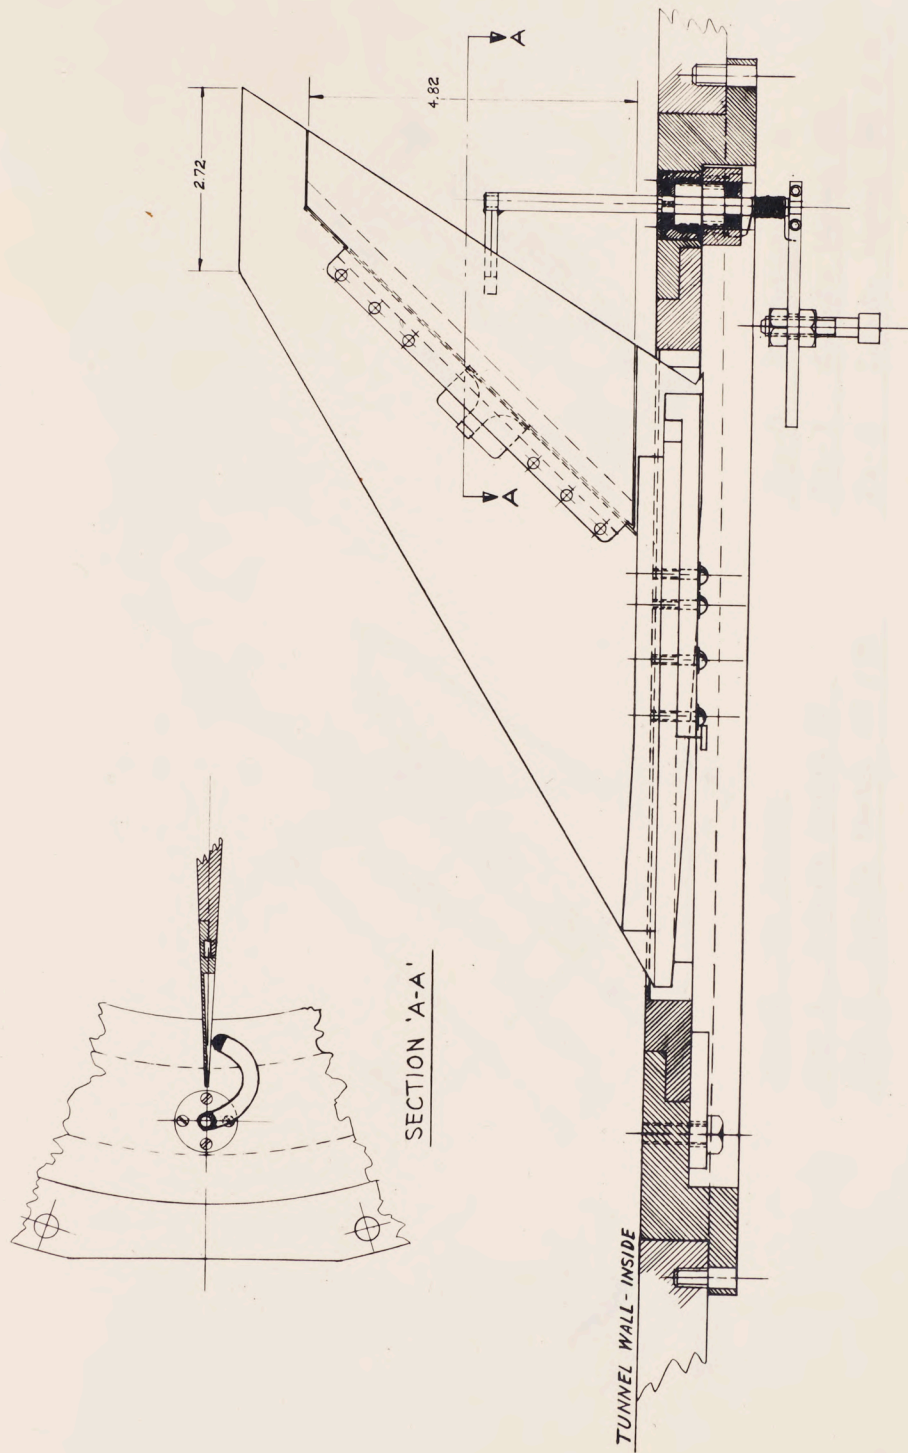 2.72
4.82
A
A
SECTION 'A-A'
TUNNEL WALL - INSIDE